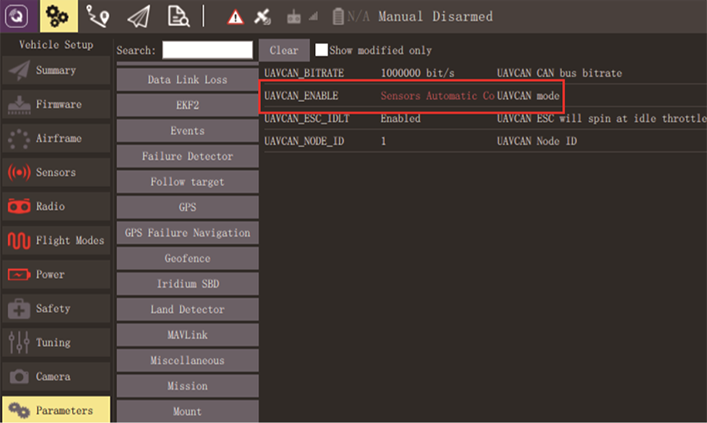 N/A Manual Disarmed
Vehicle Setup
Search: Clear Show modified only
Summary
Firmware
Airframe
Sensors
Radio
Flight Modes
Power
Safety
Tuning
Camera
Parameters
Data Link Loss
EKF2
Events
Failure Detector
Follow target
GPS
GPS Failure Navigation
Geofence
Iridium SBD
Land Detector
MAVLink
Miscellaneous
Mission
Mount
UAVCAN_BITRATE 1000000 bit/s UAVCAN CAN bus bitrate
UAVCAN_ENABLE Sensors Automatic Co UAVCAN mode
UAVCAN_ESC_IDLT Enabled UAVCAN ESC will spin at idle throttle
UAVCAN_NODE_ID 1 UAVCAN Node ID